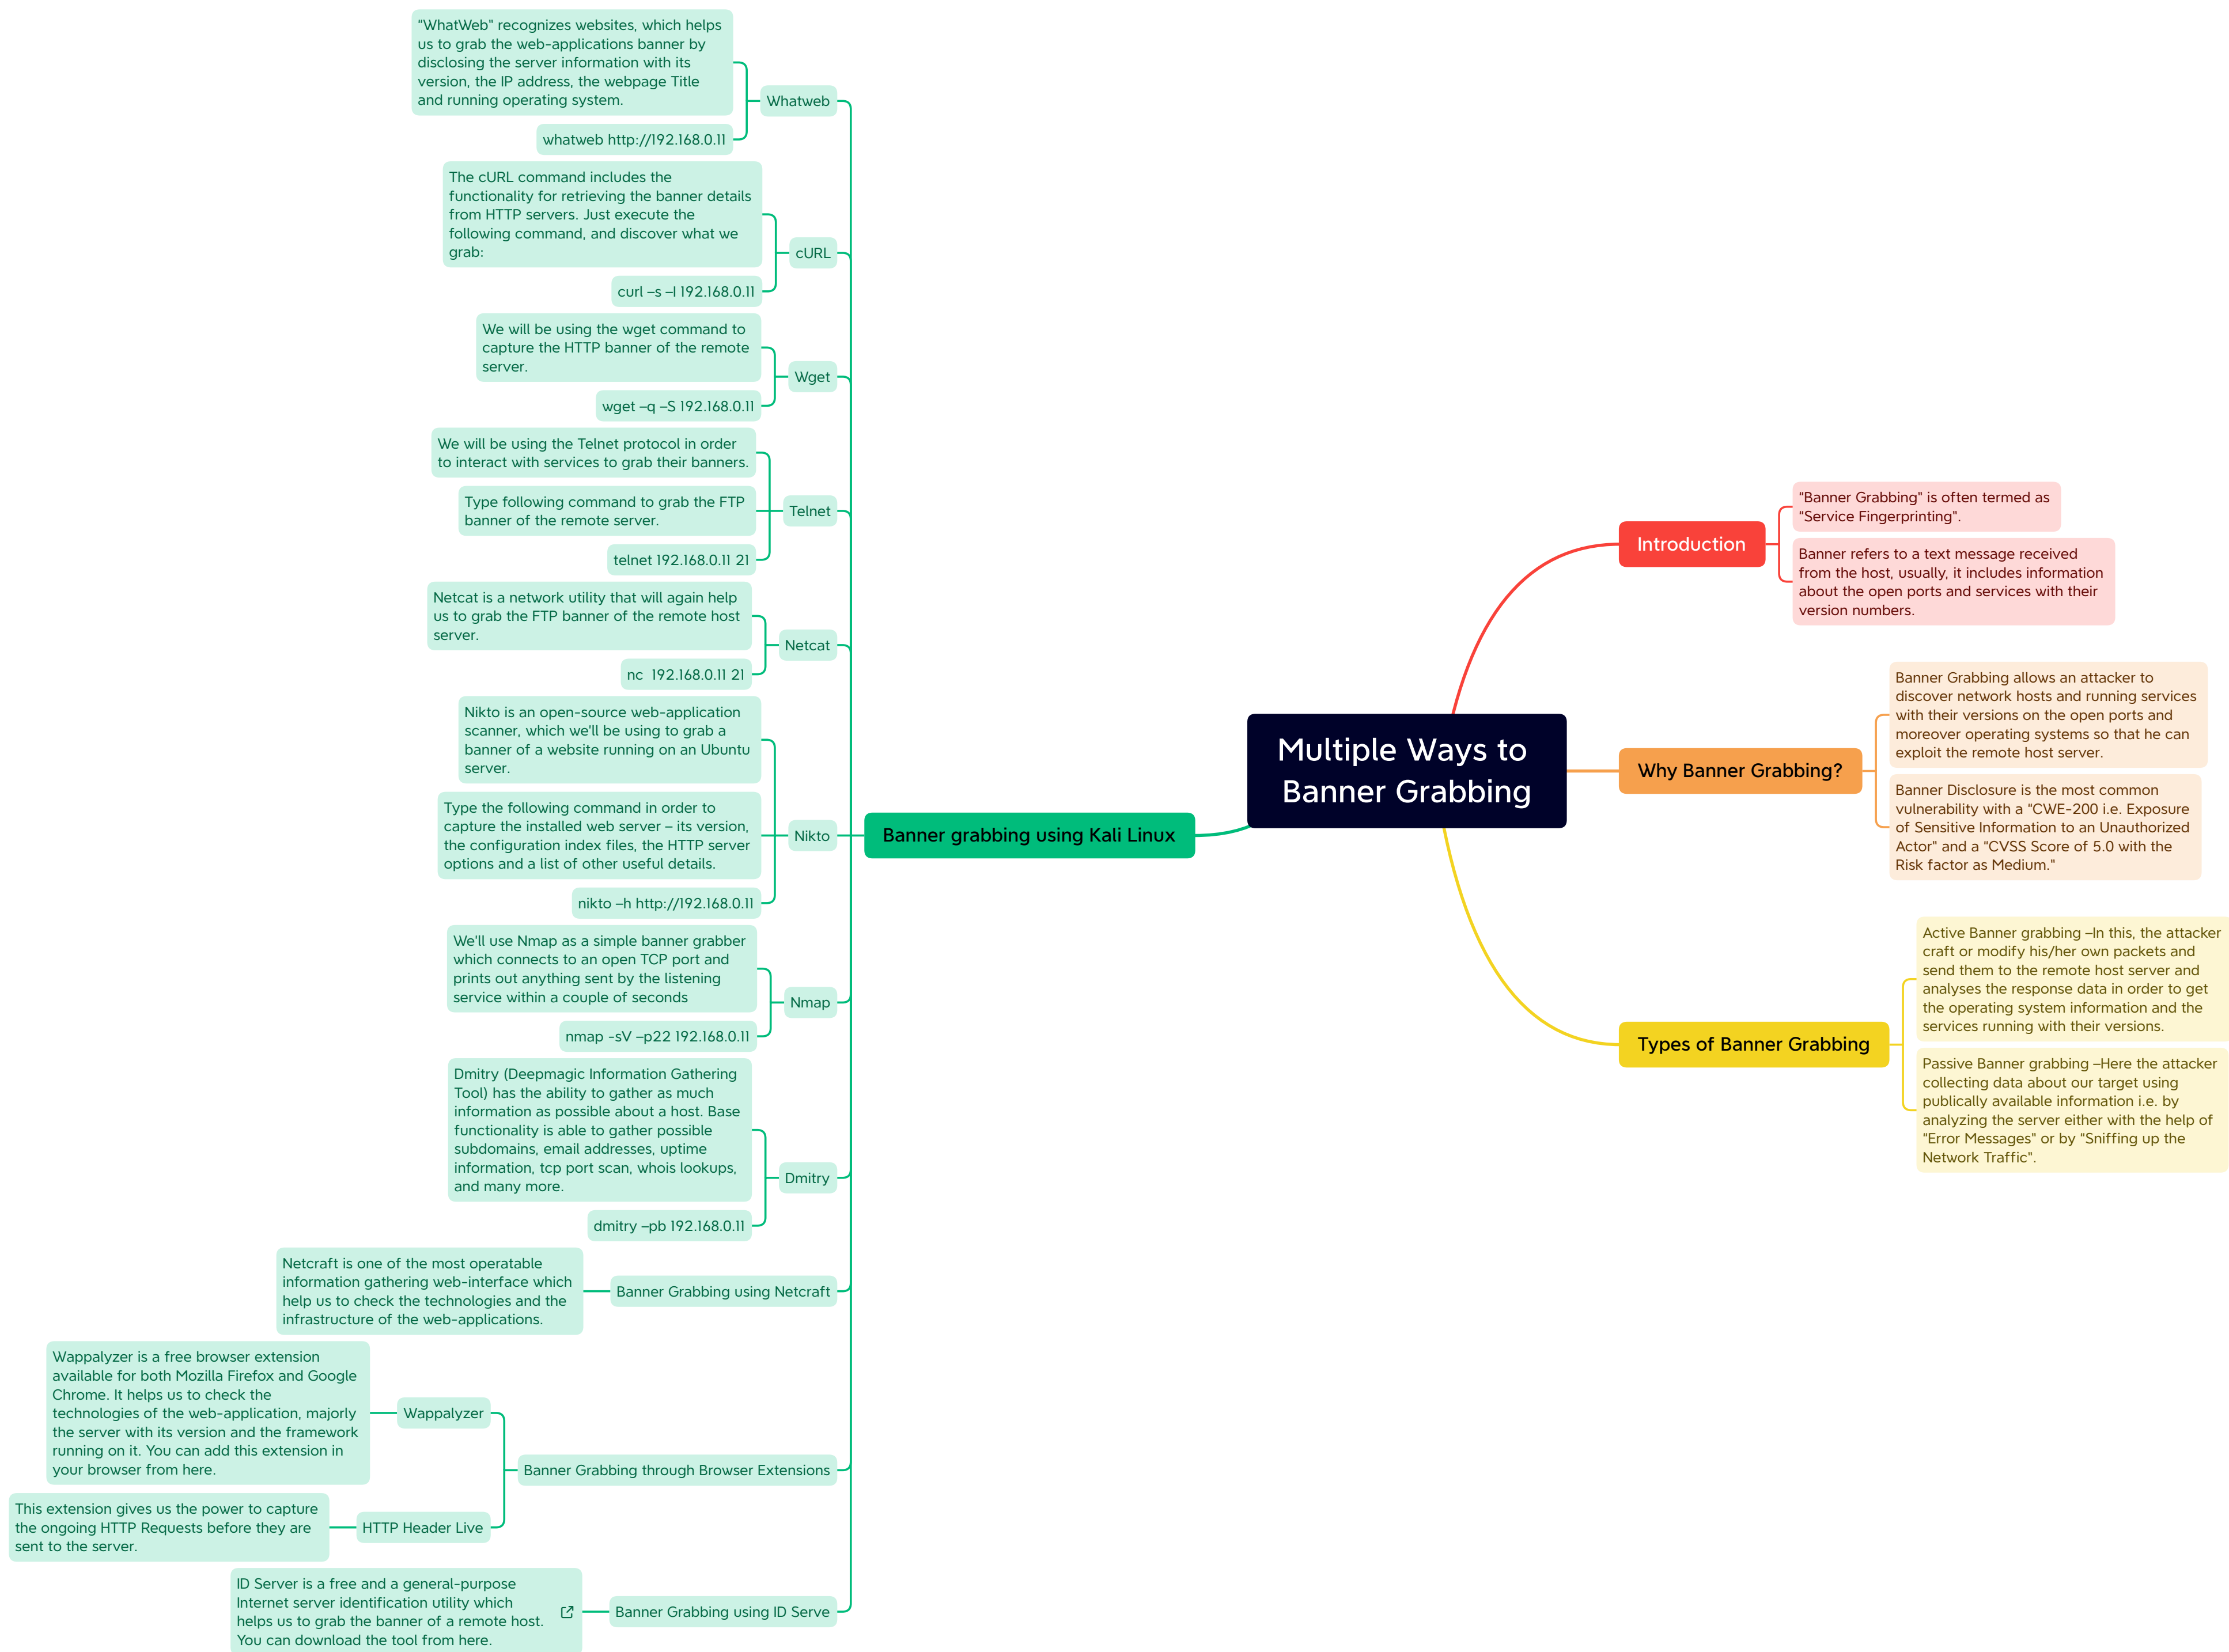 Multiple Ways to
Banner Grabbing
Introduction
"Banner Grabbing" is often termed as
"Service Fingerprinting".
Banner refers to a text message received
from the host, usually, it includes information
about the open ports and services with their
version numbers.
Why Banner Grabbing?
Banner Grabbing allows an attacker to
discover network hosts and running services
with their versions on the open ports and
moreover operating systems so that he can
exploit the remote host server.
Banner Disclosure is the most common
vulnerability with a "CWE-200 i.e. Exposure
of Sensitive Information to an Unauthorized
Actor" and a "CVSS Score of 5.0 with the
Risk factor as Medium."
Types of Banner Grabbing
Active Banner grabbing –In this, the attacker
craft or modify his/her own packets and
send them to the remote host server and
analyses the response data in order to get
the operating system information and the
services running with their versions.
Passive Banner grabbing –Here the attacker
collecting data about our target using
publically available information i.e. by
analyzing the server either with the help of
"Error Messages" or by "Sniffing up the
Network Traffic".
Banner grabbing using Kali Linux
Whatweb
"WhatWeb" recognizes websites, which helps
us to grab the web-applications banner by
disclosing the server information with its
version, the IP address, the webpage Title
and running operating system.
whatweb http://192.168.0.11
cURL
The cURL command includes the
functionality for retrieving the banner details
from HTTP servers. Just execute the
following command, and discover what we
grab:
curl –s –I 192.168.0.11
Wget
We will be using the wget command to
capture the HTTP banner of the remote
server.
wget –q –S 192.168.0.11
Telnet
We will be using the Telnet protocol in order
to interact with services to grab their banners.
Type following command to grab the FTP
banner of the remote server.
telnet 192.168.0.11 21
Netcat
Netcat is a network utility that will again help
us to grab the FTP banner of the remote host
server.
nc  192.168.0.11 21
Nikto
Nikto is an open-source web-application
scanner, which we'll be using to grab a
banner of a website running on an Ubuntu
server.
Type the following command in order to
capture the installed web server – its version,
the configuration index files, the HTTP server
options and a list of other useful details.
nikto –h http://192.168.0.11
Nmap
We'll use Nmap as a simple banner grabber
which connects to an open TCP port and
prints out anything sent by the listening
service within a couple of seconds
nmap -sV –p22 192.168.0.11
Dmitry
Dmitry (Deepmagic Information Gathering
Tool) has the ability to gather as much
information as possible about a host. Base
functionality is able to gather possible
subdomains, email addresses, uptime
information, tcp port scan, whois lookups,
and many more.
dmitry –pb 192.168.0.11
Banner Grabbing using Netcraft
Netcraft is one of the most operatable
information gathering web-interface which
help us to check the technologies and the
infrastructure of the web-applications.
Banner Grabbing through Browser Extensions
Wappalyzer
Wappalyzer is a free browser extension
available for both Mozilla Firefox and Google
Chrome. It helps us to check the
technologies of the web-application, majorly
the server with its version and the framework
running on it. You can add this extension in
your browser from here.
HTTP Header Live
This extension gives us the power to capture
the ongoing HTTP Requests before they are
sent to the server.
Banner Grabbing using ID Serve
ID Server is a free and a general-purpose
Internet server identification utility which
helps us to grab the banner of a remote host.
You can download the tool from here.